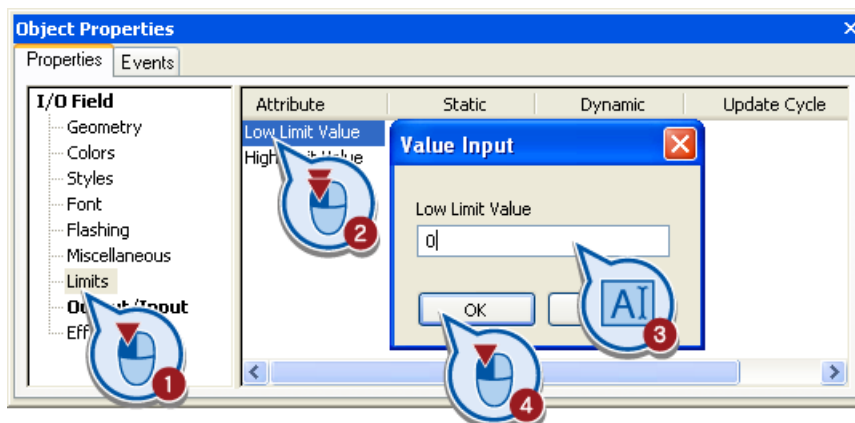 Object Properties
Properties Events
I/O Field
Geometry
Colors
Styles
Font
Flashing
Miscellaneous
Limits
Attribute Static Dynamic Update Cycle
Low Limit Value
Value Input
Low Limit Value
0
OK
1
2
3
4
AI